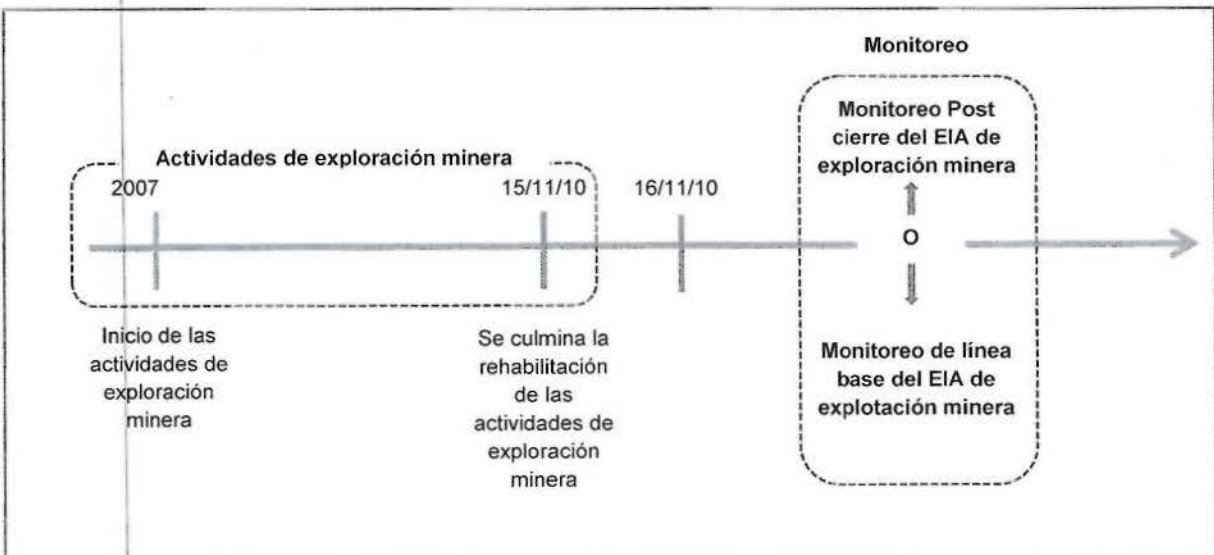 Monitoreo
Monitoreo Post
cierre del EIA de
exploración minera
Actividades de exploración minera
2007
15/11/10
16/11/10
O
Inicio de las
actividades de
exploración
minera
Se culmina la
rehabilitación
de las
actividades de
exploración
minera
Monitoreo de línea
base del EIA de
explotación minera